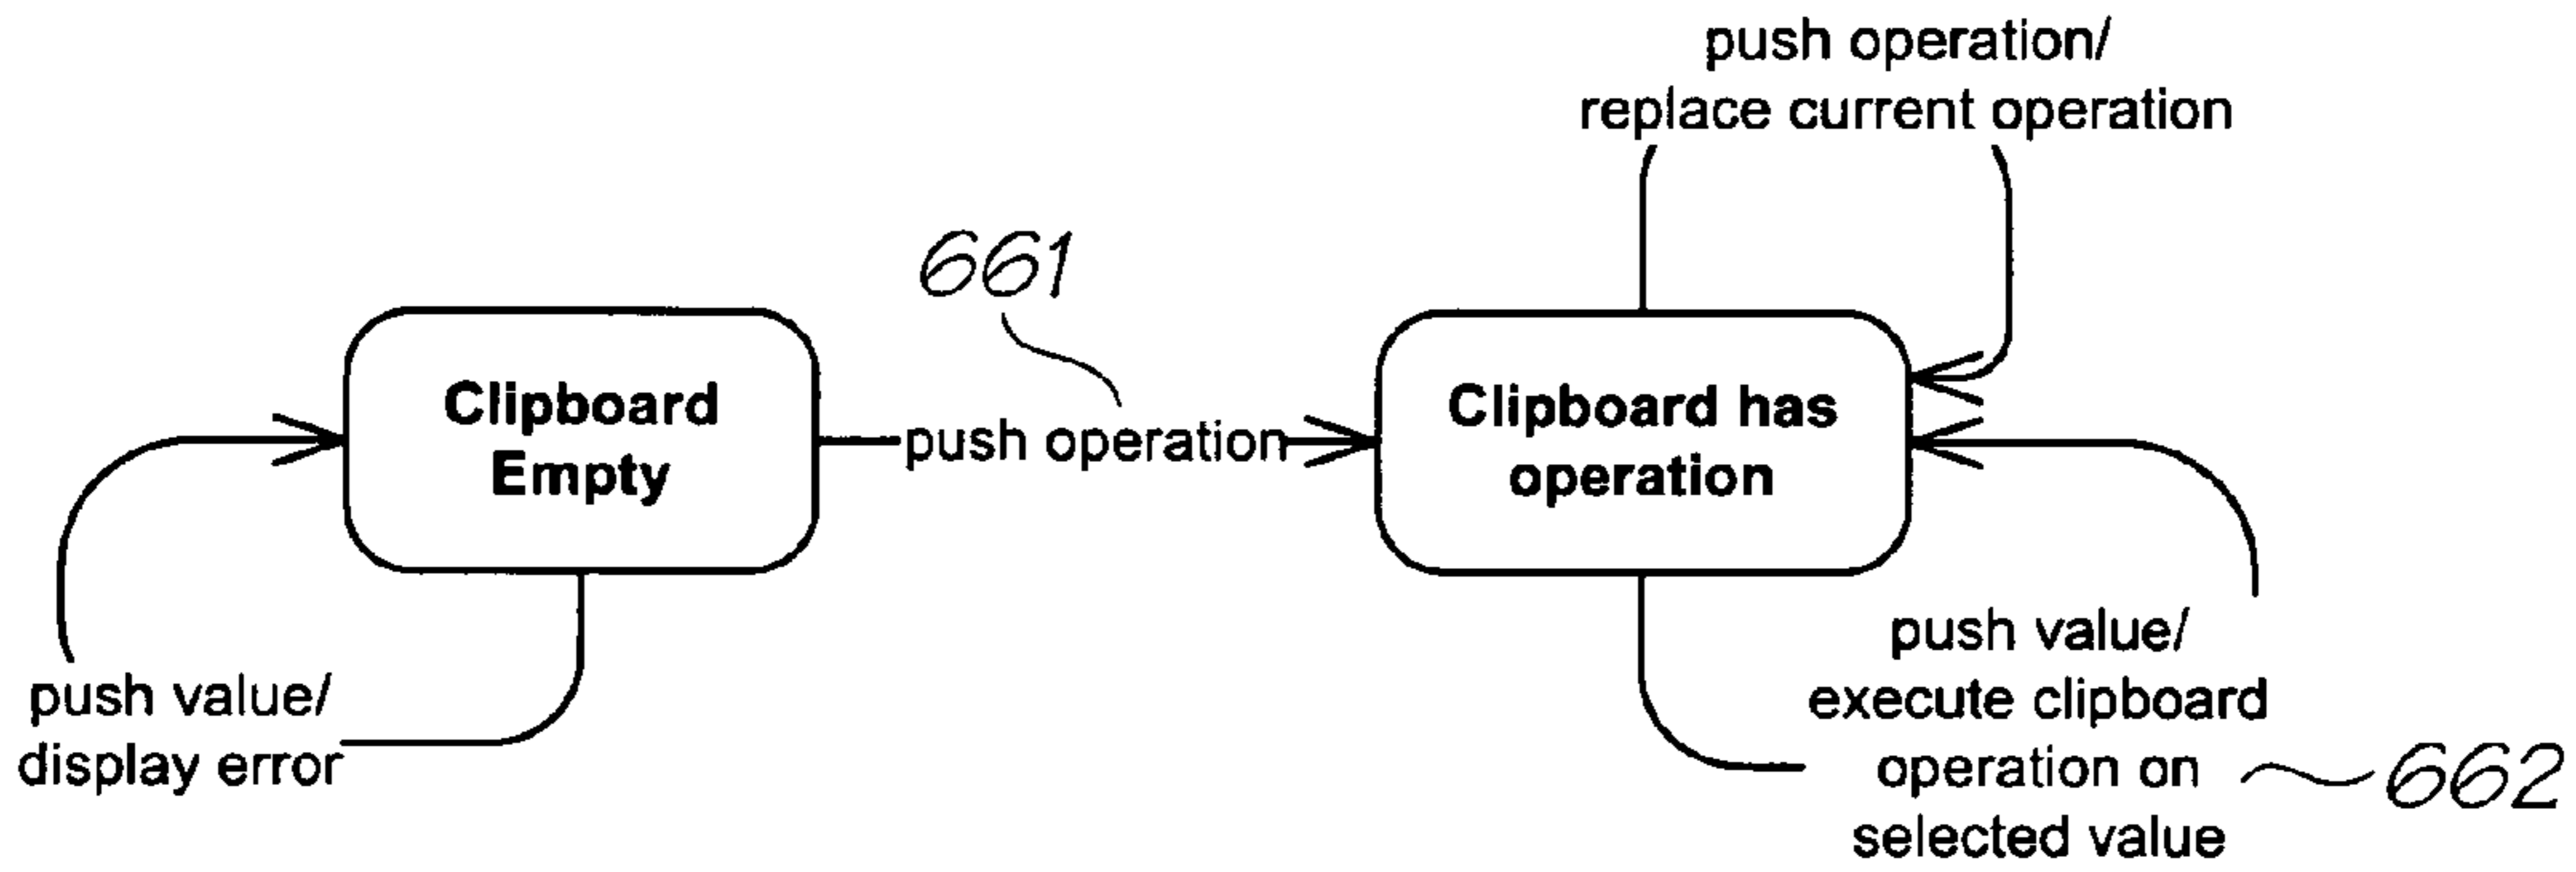 push operation/
replace current operation
661
Clipboard
Empty
push operation
Clipboard has
operation
push value/
display error
push value/
execute clipboard
operation on
selected value
662